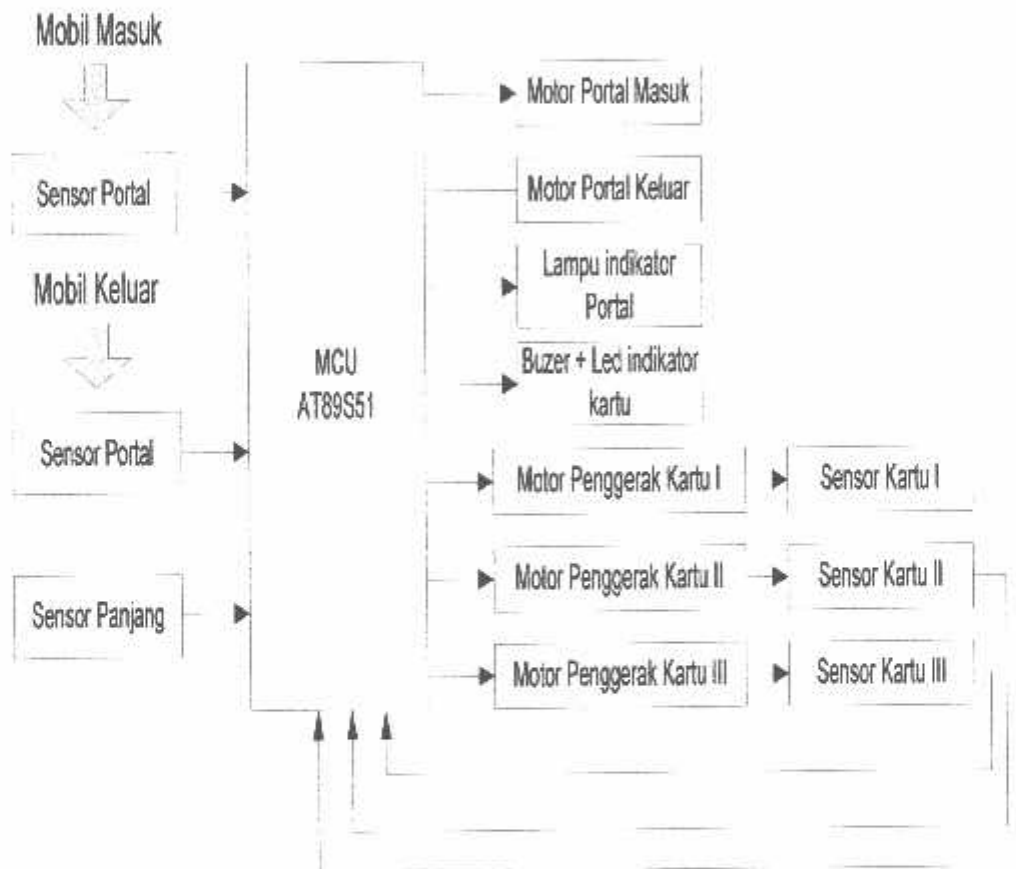 Mobil Masuk
Sensor Portal
Mobil Keluar
Sensor Portal
Sensor Panjang
MCU
AT89S51
Motor Portal Masuk
Motor Portal Keluar
Lampu indikator
Portal
Buzer + Led indikator
kartu
Motor Penggerak Kartu I
Sensor Kartu I
Motor Penggerak Kartu II
Sensor Kartu II
Motor Penggerak Kartu III
Sensor Kartu III